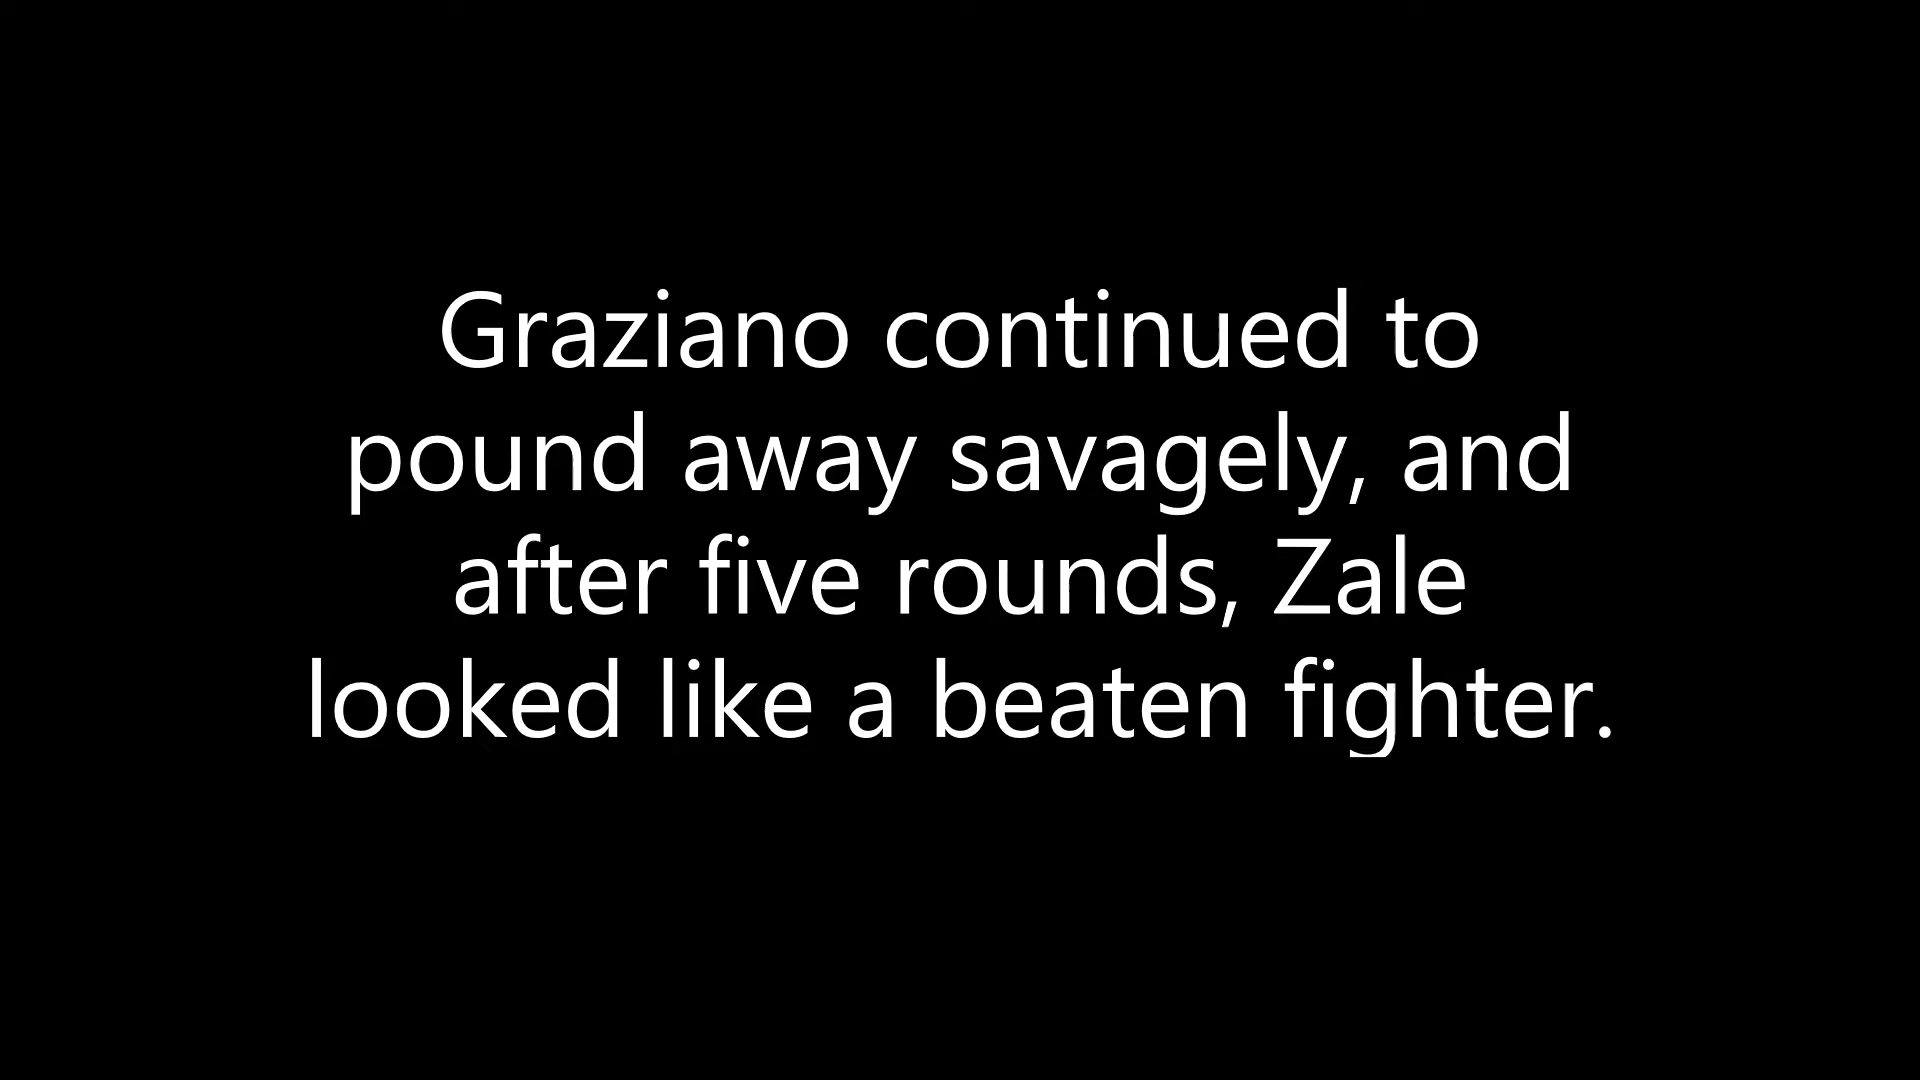 Graziano continued to
pound away savagely, and
after five rounds, Zale
looked like a beaten fighter.